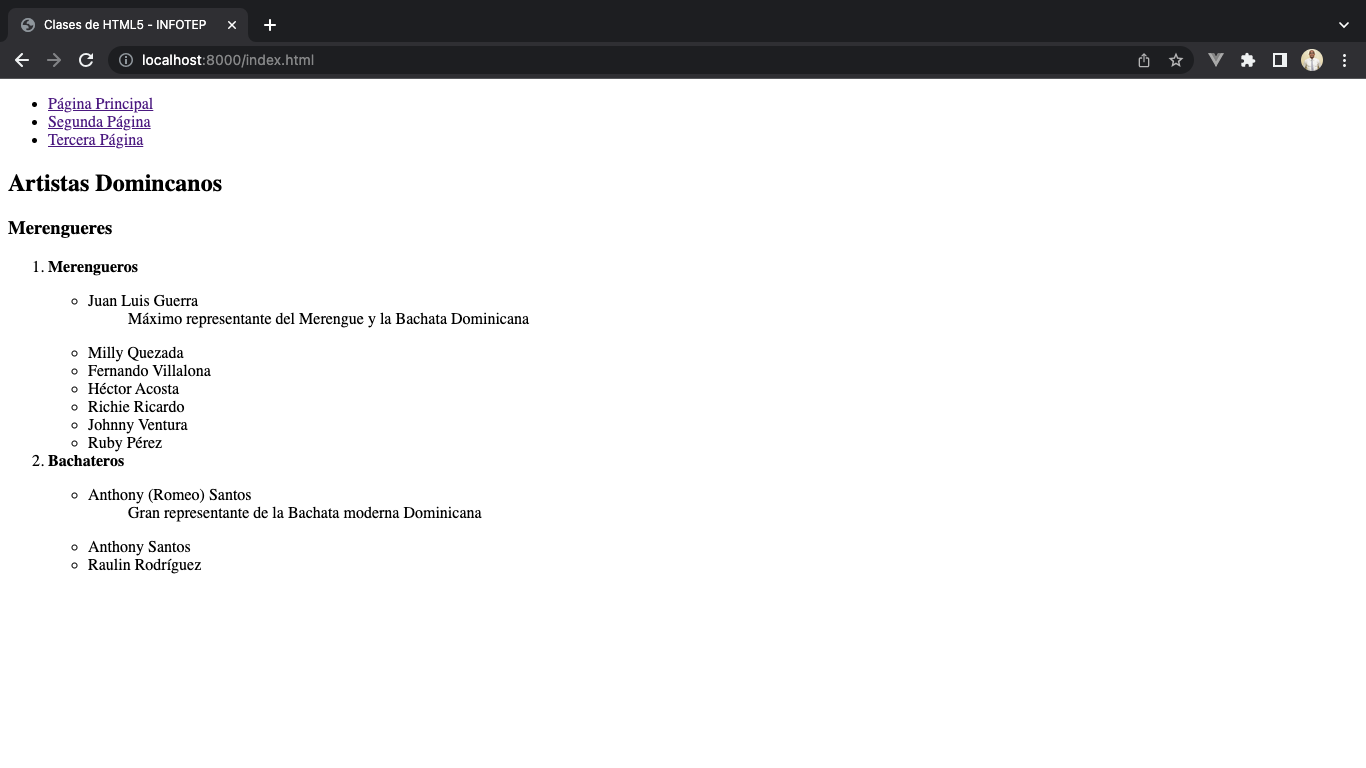 Clases de HTML5 - INFOTEP
localhost:8000/index.html
Página Principal
Segunda Página
Tercera Página
Artistas Domincanos
Merengueres
1. Merengueros
Juan Luis Guerra
Máximo representante del Merengue y la Bachata Dominicana
Milly Quezada
Fernando Villalona
Héctor Acosta
Richie Ricardo
Johnny Ventura
Ruby Pérez
2. Bachateros
Anthony (Romeo) Santos
Gran representante de la Bachata moderna Dominicana
Anthony Santos
Raulin Rodríguez